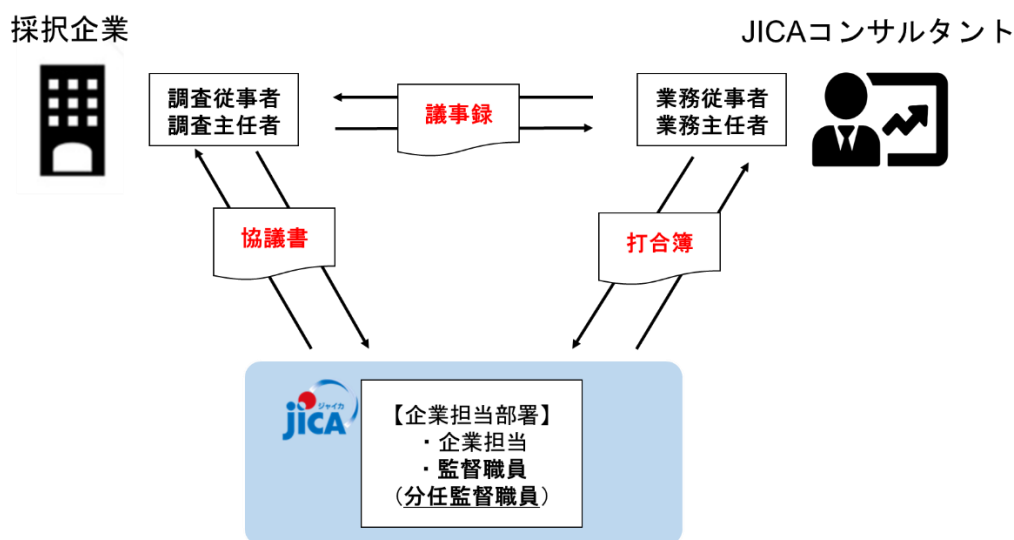 採択企業
JICAコンサルタント
調査従事者
調査主任者
議事録
業務従事者
業務主任者
協議書
打合簿
ジャイカ
jICA
【企業担当部署】
・企業担当
・監督職員
（分任監督職員）